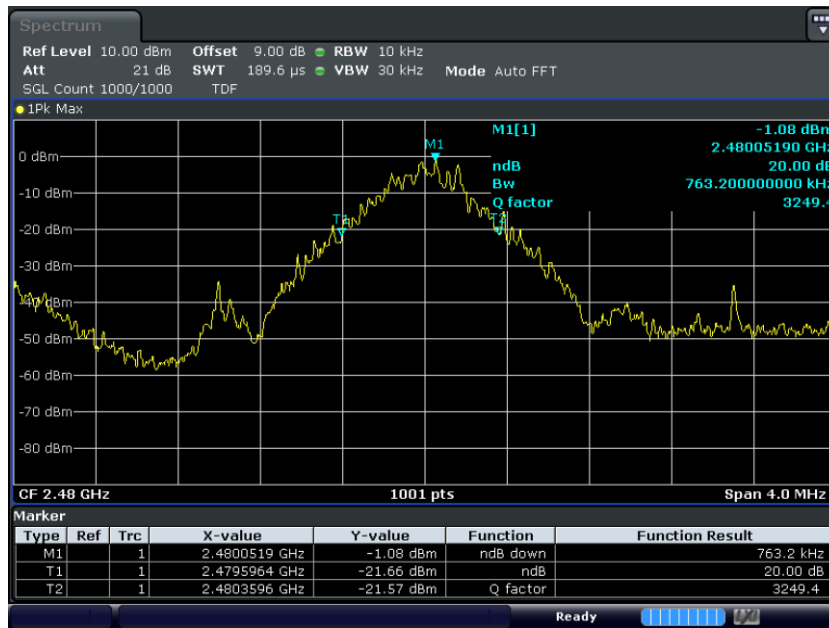 Spectrum
Ref Level 10.00 dBm Offset 9.00 dB RBW 10 kHz
Att 21 dB SWT 189.6 µs VBW 30 kHz Mode Auto FFT
SGL Count 1000/1000 TDF
1Pk Max
M1[1] -1.08 dBm
2.48005190 GHz
ndB 20.00 dB
Bw 763.200000000 kHz
Q factor 3249.4
M1
T1
T2
0 dBm
-10 dBm
-20 dBm
-30 dBm
-40 dBm
-50 dBm
-60 dBm
-70 dBm
-80 dBm
CF 2.48 GHz 1001 pts Span 4.0 MHz
Marker
Type Ref Trc X-value Y-value Function Function Result
M1 1 2.4800519 GHz -1.08 dBm ndB down 763.2 kHz
T1 1 2.4795964 GHz -21.66 dBm ndB 20.00 dB
T2 1 2.4803596 GHz -21.57 dBm Q factor 3249.4
Ready